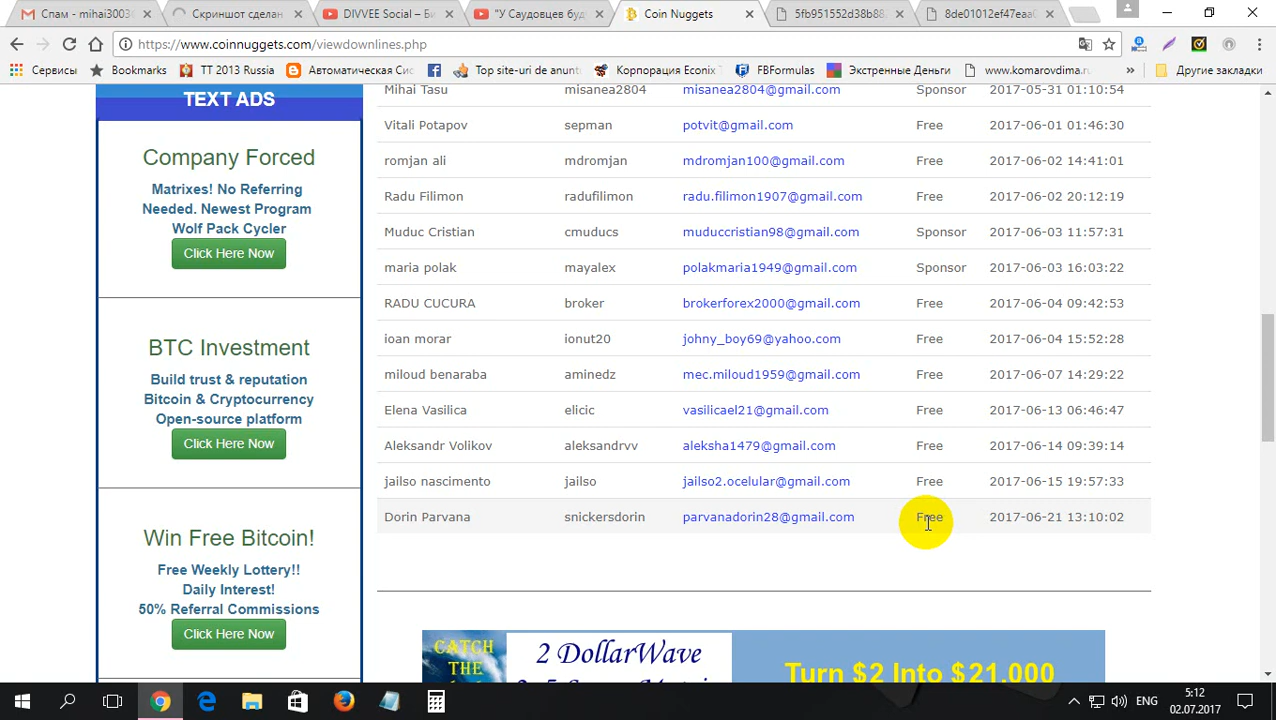 Спам - mihai3003
Скриншот сделан
DIVVEE Social – Би
"У Саудовцев буд
Coin Nuggets
5fb951552d38b88
8de01012ef47eaa0
https://www.coinnuggets.com/viewdownlines.php
Сервисы
Bookmarks
TT 2013 Russia
Автоматическая Сис
Top site-uri de anunt
Корпорация Econix
FBFormulas
Экстренные Деньги
www.komarovdima.ru
»
Другие закладки
TEXT ADS
Company Forced
Matrixes! No Referring
Needed. Newest Program
Wolf Pack Cycler
Click Here Now
BTC Investment
Build trust & reputation
Bitcoin & Cryptocurrency
Open-source platform
Click Here Now
Win Free Bitcoin!
Free Weekly Lottery!!
Daily Interest!
50% Referral Commissions
Click Here Now
Mihai Tasu misanea2804 misanea2804@gmail.com Sponsor 2017-05-31 01:10:54
Vitali Potapov sepman potvit@gmail.com Free 2017-06-01 01:46:30
romjan ali mdromjan mdromjan100@gmail.com Free 2017-06-02 14:41:01
Radu Filimon radufilimon radu.filimon1907@gmail.com Free 2017-06-02 20:12:19
Muduc Cristian cmuducs muduccristian98@gmail.com Sponsor 2017-06-03 11:57:31
maria polak mayalex polakmaria1949@gmail.com Sponsor 2017-06-03 16:03:22
RADU CUCURA broker brokerforex2000@gmail.com Free 2017-06-04 09:42:53
ioan morar ionut20 johny_boy69@yahoo.com Free 2017-06-04 15:52:28
miloud benaraba aminedz mec.miloud1959@gmail.com Free 2017-06-07 14:29:22
Elena Vasilica elicic vasilicael21@gmail.com Free 2017-06-13 06:46:47
Aleksandr Volikov aleksandrvv aleksha1479@gmail.com Free 2017-06-14 09:39:14
jailso nascimento jailso jailso2.ocelular@gmail.com Free 2017-06-15 19:57:33
Dorin Parvana snickersdorin parvanadorin28@gmail.com Free 2017-06-21 13:10:02
CATCH
THE
2 DollarWave
Turn $2 Into $21,000
ENG
5:12
02.07.2017